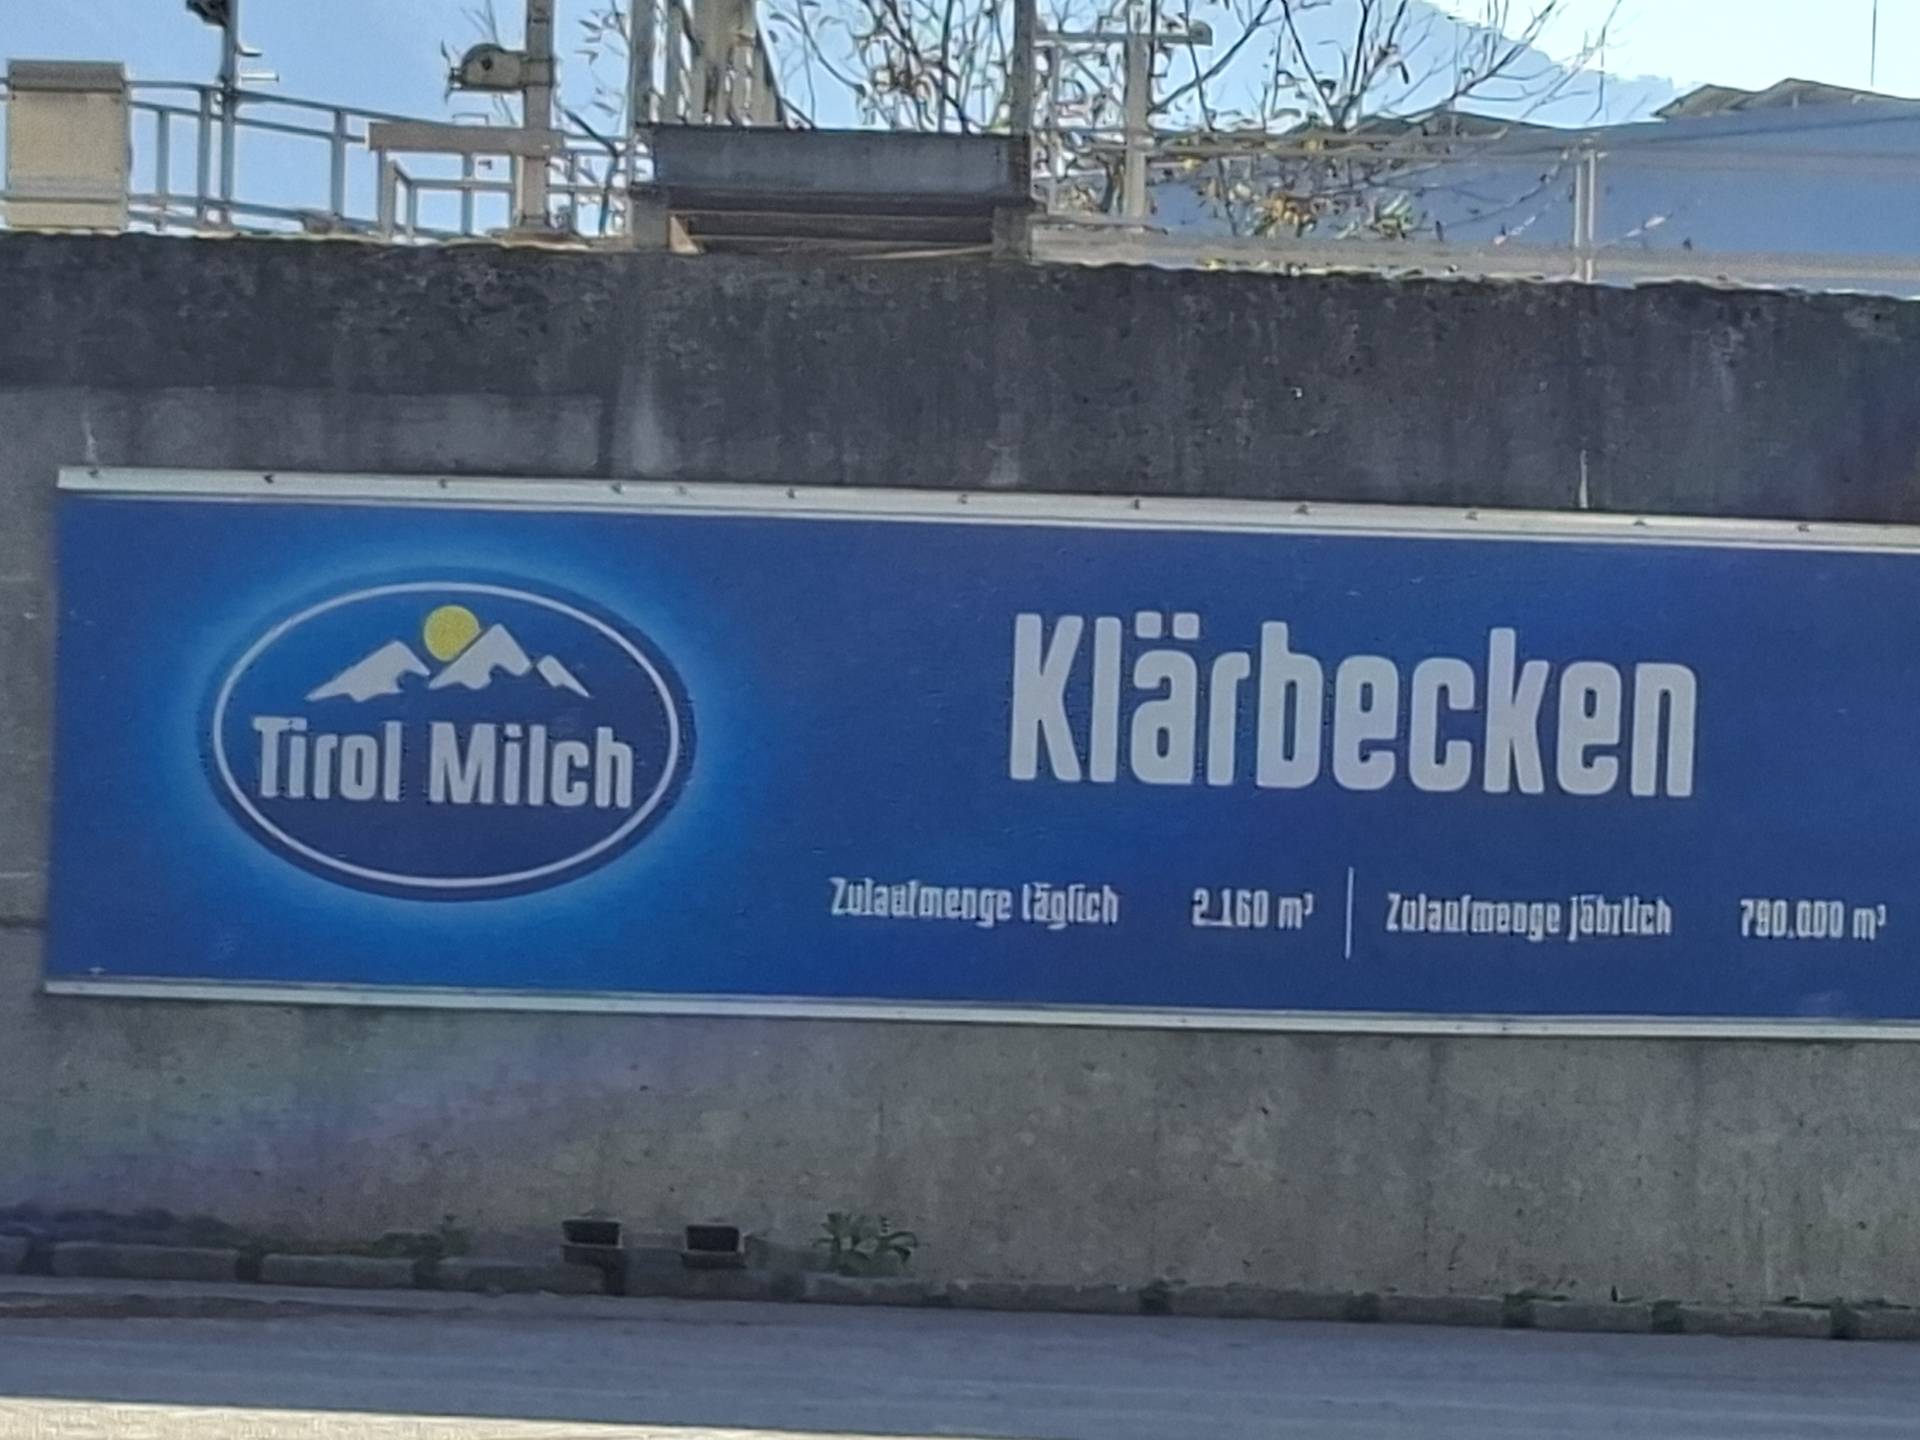 Tirol Milch
Klärbecken
Zulaufmenge täglich 2.160 m³ | Zulaufmenge jährlich 790.000 m³